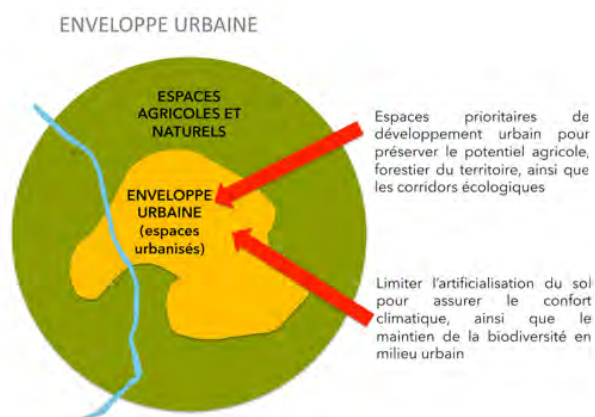 ENVELOPPE URBAINE
ESPACES
AGRICOLES ET
NATURELS
ENVELOPPE
URBAINE
(espaces
urbanisés)
Espaces prioritaires de
développement urbain pour
préserver le potentiel agricole,
forestier du territoire, ainsi que
les corridors écologiques
Limiter l'artificialisation du sol
pour assurer le confort
climatique, ainsi que le
maintien de la biodiversité en
milieu urbain